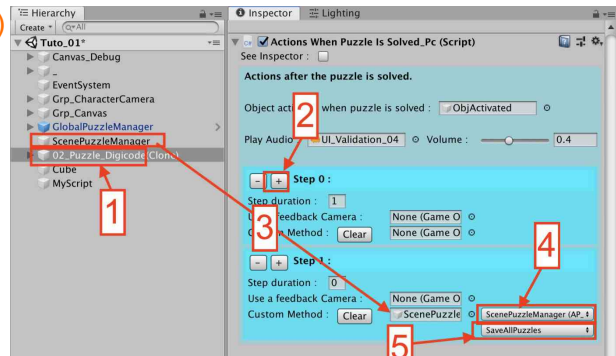 Hierarchy
Create
Q▾All
Tuto_01*
Canvas_Debug
_
EventSystem
Grp_CharacterCamera
Grp_Canvas
GlobalPuzzleManager
ScenePuzzleManager
02_Puzzle_Digicode(Clone)
Cube
MyScript
1
Inspector
Lighting
Actions When Puzzle Is Solved_Pc (Script)
See Inspector :
Actions after the puzzle is solved.
when puzzle is solved : ObjActivated
2
Play Audio UI_Validation_04 Volume : 0.4
- + Step 0 :
Step duration : 1
feedback Camera : None (Game O
3
Method : Clear None (Game O
- + Step 1 :
4
Step duration : 0
Use a feedback Camera : None (Game O
Custom Method : Clear ScenePuzzle ScenePuzzleManager (AP_
5
SaveAllPuzzles